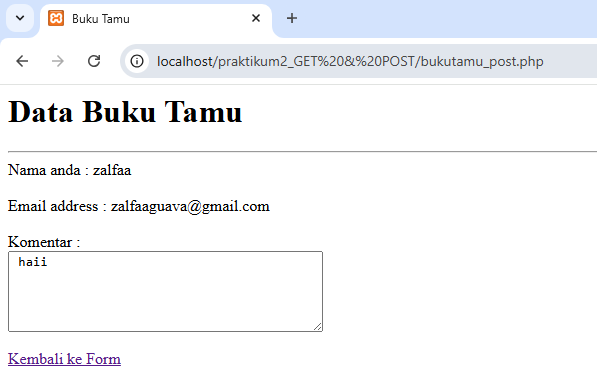 Buku Tamu
localhost/praktikum2_GET%20&%20POST/bukutamu_post.php
Data Buku Tamu
Nama anda : zalfaa
Email address : zalfaaguava@gmail.com
Komentar :
haii
Kembali ke Form